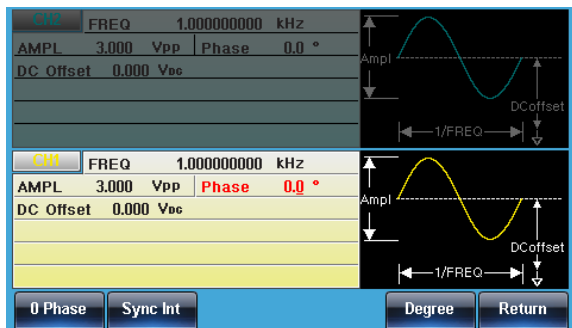 CH2 FREQ 1.000000000 kHz
AMPL 3.000 Vpp Phase 0.0 °
DC Offset 0.000 VDC
Ampl
DCoffset
1/FREQ
CH1 FREQ 1.000000000 kHz
AMPL 3.000 Vpp Phase 0.0 °
DC Offset 0.000 VDC
Ampl
DCoffset
1/FREQ
0 Phase Sync Int Degree Return